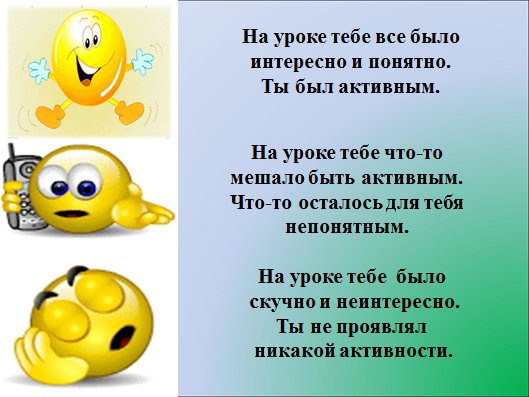 На уроке тебе все было
интересно и понятно.
Ты был активным.
На уроке тебе что-то
мешало быть активным.
Что-то осталось для тебя
непонятным.
На уроке тебе было
скучно и неинтересно.
Ты не проявлял
никакой активности.